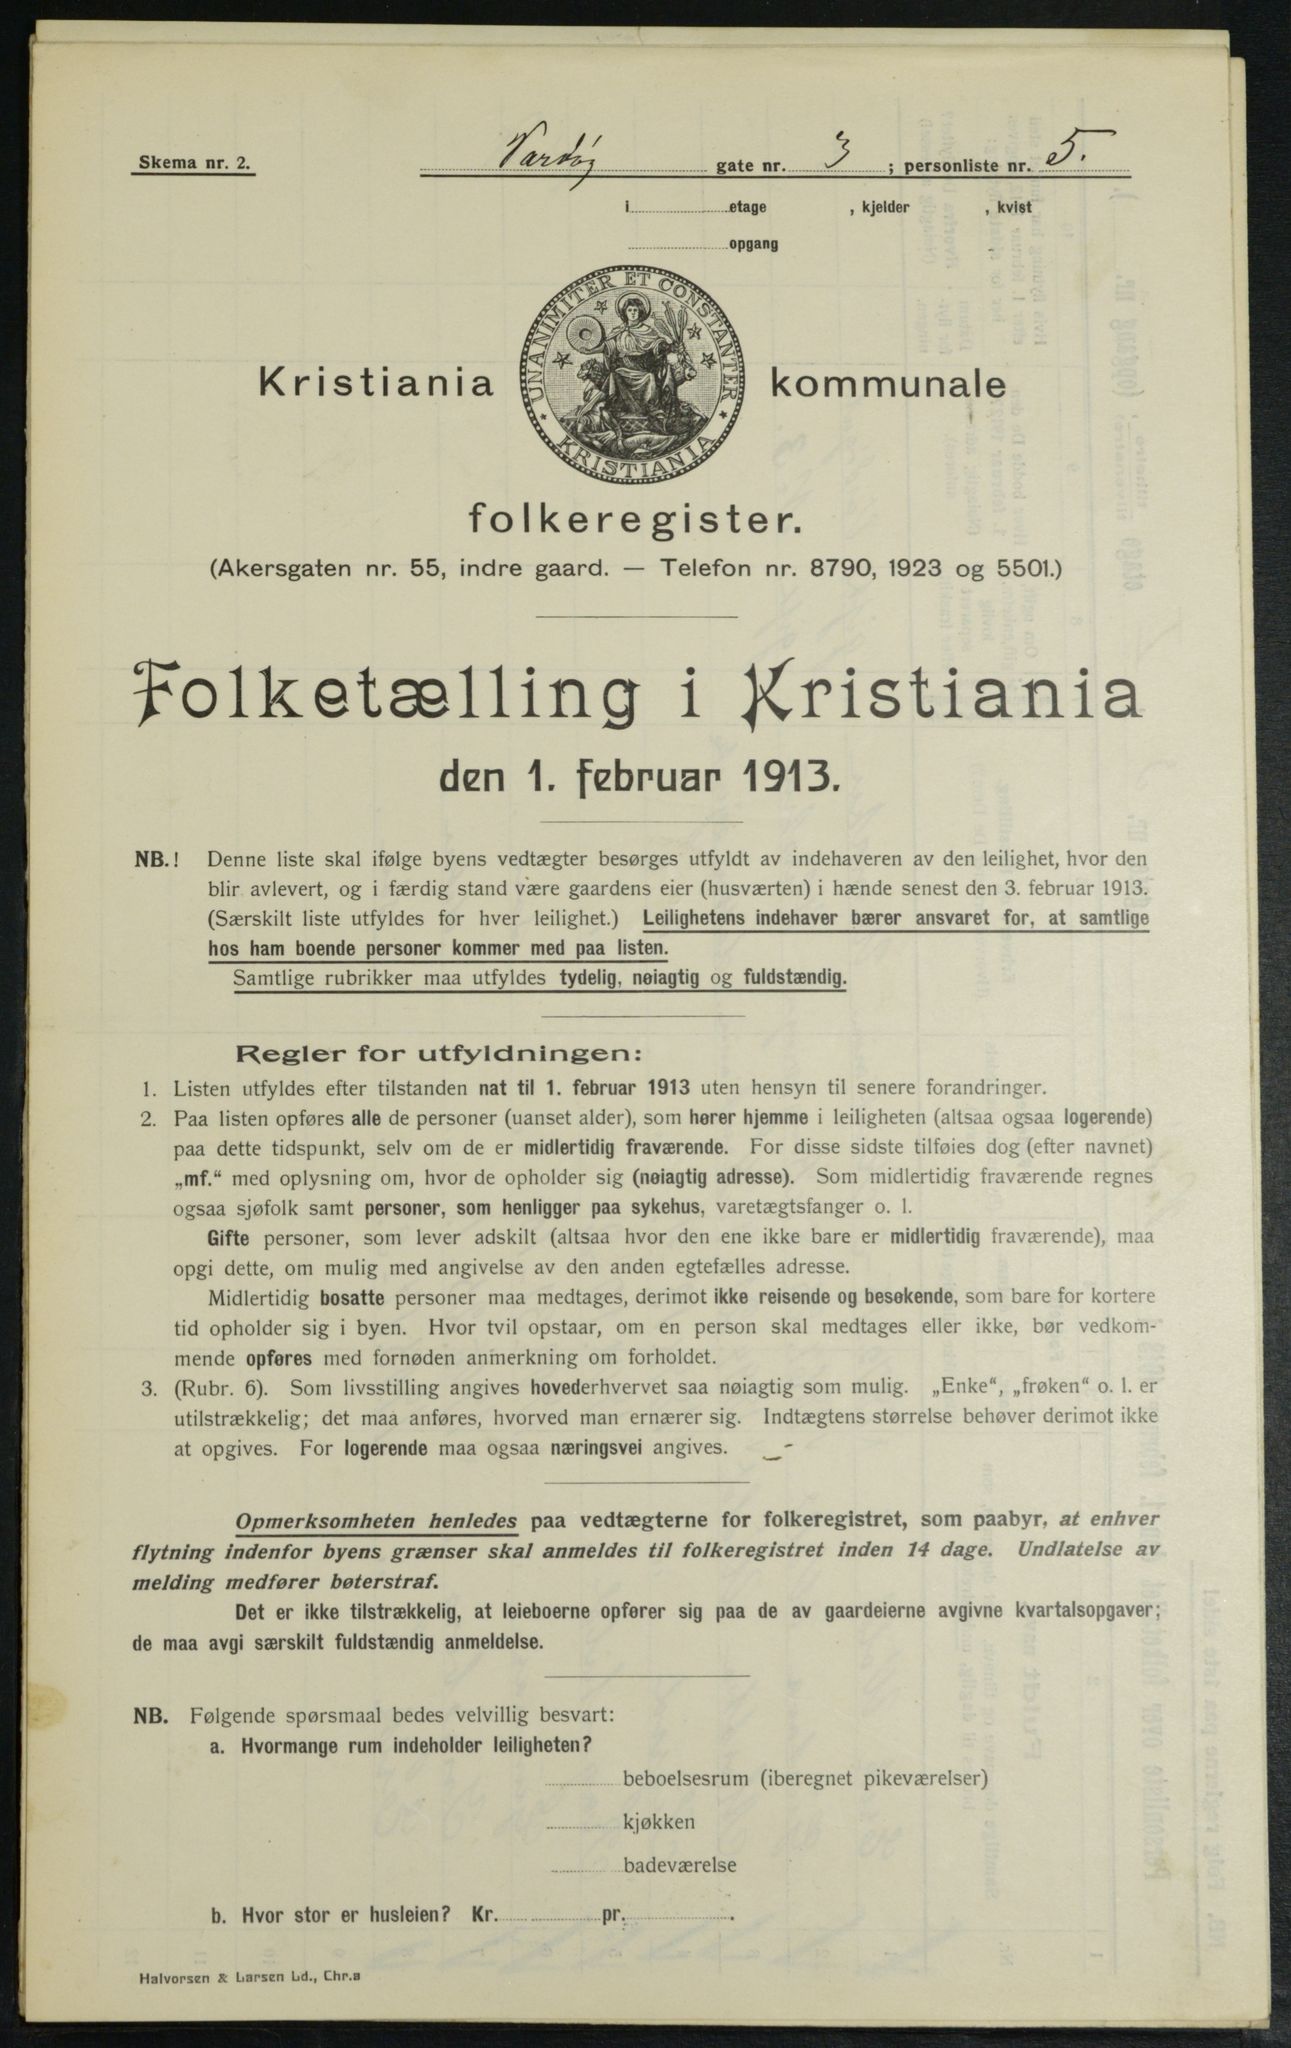 Skema nr. 2.
Vardøgate nr. 3; personliste nr. 5.
i etage , kjelder , kvist
opgang
UNANIMITER ET CONSTANTER
KRISTIANIA
Kristiania kommunale
folkeregister.
(Akersgaten nr. 55, indre gaard. — Telefon nr. 8790, 1923 og 5501.)
Folketælling i Kristiania
den 1. februar 1913.
NB.! Denne liste skal ifølge byens vedtægter besørges utfyldt av indehaveren av den leilighet, hvor den
blir avlevert, og i færdig stand være gaardens eier (husværten) i hænde senest den 3. februar 1913.
(Særskilt liste utfyldes for hver leilighet.) Leilighetens indehaver bærer ansvaret for, at samtlige
hos ham boende personer kommer med paa listen.
Samtlige rubrikker maa utfyldes tydelig, nøiagtig og fuldstændig.
Regler for utfyldningen:
1. Listen utfyldes efter tilstanden nat til 1. februar 1913 uten hensyn til senere forandringer.
2. Paa listen opføres alle de personer (uanset alder), som hører hjemme i leiligheten (altsaa ogsaa logerende)
paa dette tidspunkt, selv om de er midlertidig fraværende. For disse sidste tilføies dog (efter navnet)
„mf.“ med oplysning om, hvor de opholder sig (nøiagtig adresse). Som midlertidig fraværende regnes
ogsaa sjøfolk samt personer, som henligger paa sykehus, varetægtsfanger o. l.
Gifte personer, som lever adskilt (altsaa hvor den ene ikke bare er midlertidig fraværende), maa
opgi dette, om mulig med angivelse av den anden egtefælles adresse.
Midlertidig bosatte personer maa medtages, derimot ikke reisende og besøkende, som bare for kortere
tid opholder sig i byen. Hvor tvil opstaar, om en person skal medtages eller ikke, bør vedkom-
mende opføres med fornøden anmerkning om forholdet.
3. (Rubr. 6). Som livsstilling angives hovederhvervet saa nøiagtig som mulig. „Enke“, „frøken“ o. l. er
utilstrækkelig; det maa anføres, hvorved man ernærer sig. Indtægtens størrelse behøver derimot ikke
at opgives. For logerende maa ogsaa næringsvei angives.
Opmerksomheten henledes paa vedtægterne for folkeregistret, som paabyr, at enhver
flytning indenfor byens grænser skal anmeldes til folkeregistret inden 14 dage. Undlatelse av
melding medfører bøterstraf.
Det er ikke tilstrækkelig, at leieboerne opfører sig paa de av gaardeierne avgivne kvartalsopgaver;
de maa avgi særskilt fuldstændig anmeldelse.
NB. Følgende spørsmaal bedes velvillig besvart:
a. Hvormange rum indeholder leiligheten?
beboelsesrum (iberegnet pikeværelser)
kjøkken
badeværelse
b. Hvor stor er husleien? Kr. pr. .
Halvorsen & Larsen Ld., Chr.a